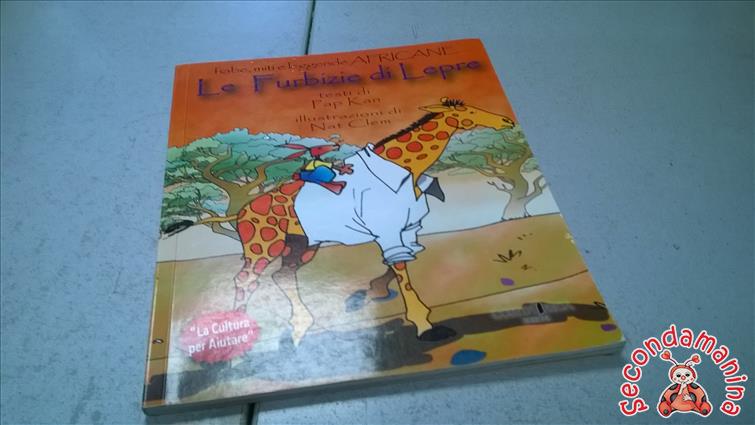 Fiabe, miti e leggende AFRICANE
Le Furbizie di Lepre
testi di
Pap Kan
illustrazioni di
Nat Clem
"La Cultura
per Aiutare"
secondamanina